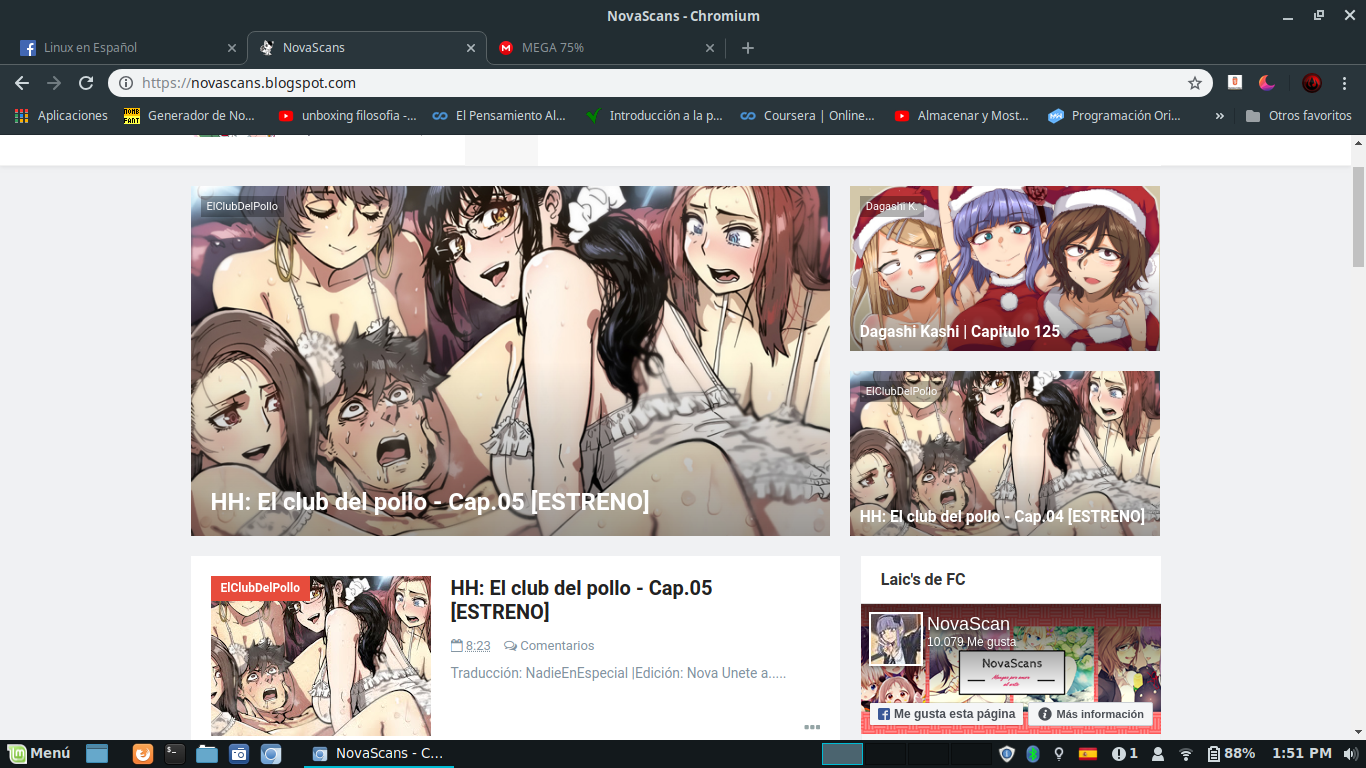 NovaScans - Chromium
Linux en Español
NovaScans
MEGA 75%
https://novascans.blogspot.com
Aplicaciones
Generador de No...
unboxing filosofia -...
El Pensamiento Al...
Introducción a la p...
Coursera | Online...
Almacenar y Most...
Programación Ori...
»
Otros favoritos
ElClubDelPollo
HH: El club del pollo - Cap.05 [ESTRENO]
Dagashi K.
Dagashi Kashi | Capitulo 125
ElClubDelPollo
HH: El club del pollo - Cap.04 [ESTRENO]
ElClubDelPollo
HH: El club del pollo - Cap.05
[ESTRENO]
8:23
Comentarios
Traducción: NadieEnEspecial |Edición: Nova Unete a.....
Laic's de FC
NovaScan
10.079 Me gusta
NovaScans
Me gusta esta página
Más información
Menú
NovaScans - C...
1
88%
1:51 PM